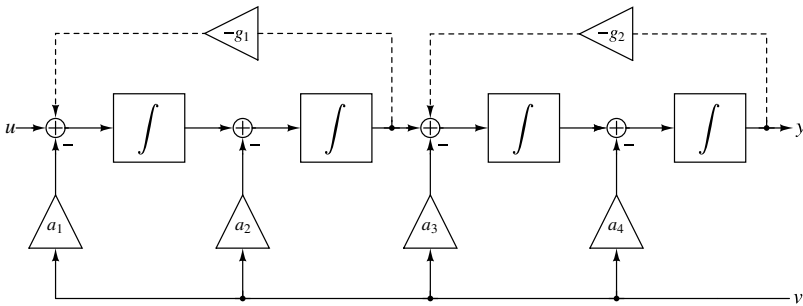 −g₁ −g₂
u + ∫ + − ∫ + − ∫ + − ∫ y
− − − −
a₁ a₂ a₃ a₄
v